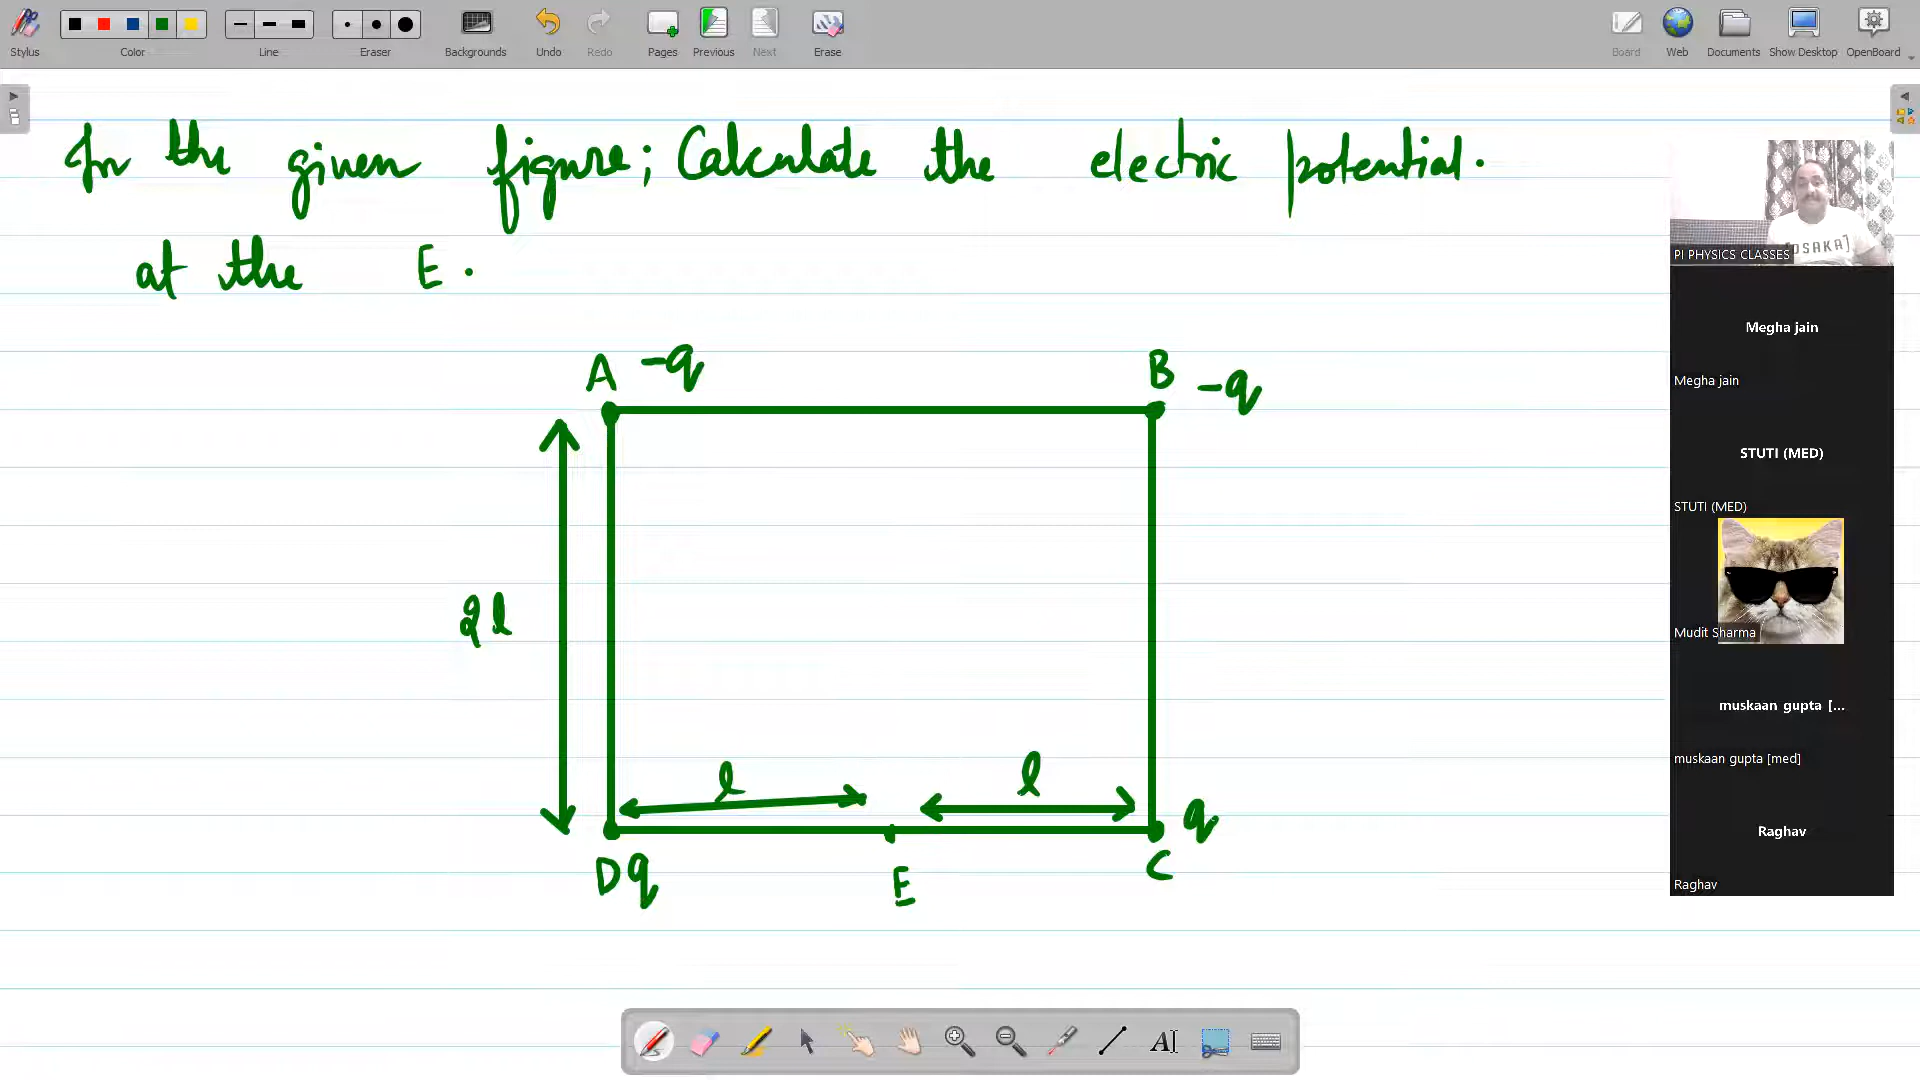 Stylus Color Line Eraser Backgrounds Undo Redo Pages Previous Next Erase Board Web Documents Show Desktop OpenBoard
In the given figure; Calculate the electric potential.
at the E.
A -q
B -q
2l
l
l
q
D q
E
C
PI PHYSICS CLASSES
OSAKA
Megha jain
Megha jain
STUTI (MED)
STUTI (MED)
Mudit Sharma
muskaan gupta [...
muskaan gupta [med]
Raghav
Raghav